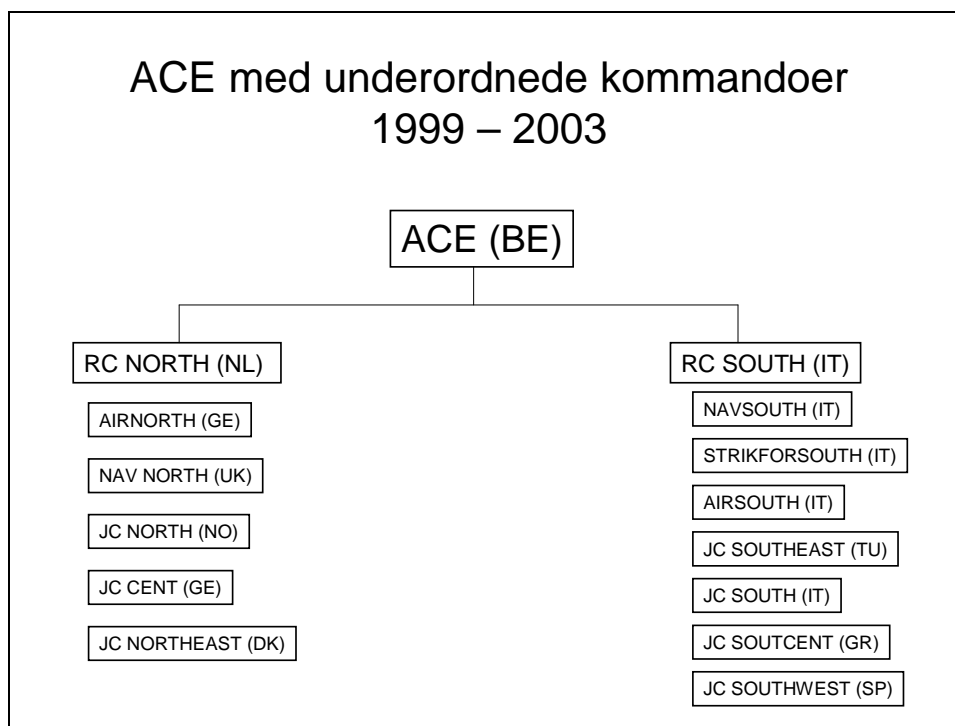 ACE med underordnede kommandoer
1999 – 2003
ACE (BE)
RC NORTH (NL)
AIRNORTH (GE)
NAV NORTH (UK)
JC NORTH (NO)
JC CENT (GE)
JC NORTHEAST (DK)
RC SOUTH (IT)
NAVSOUTH (IT)
STRIKFORSOUTH (IT)
AIRSOUTH (IT)
JC SOUTHEAST (TU)
JC SOUTH (IT)
JC SOUTCENT (GR)
JC SOUTHWEST (SP)